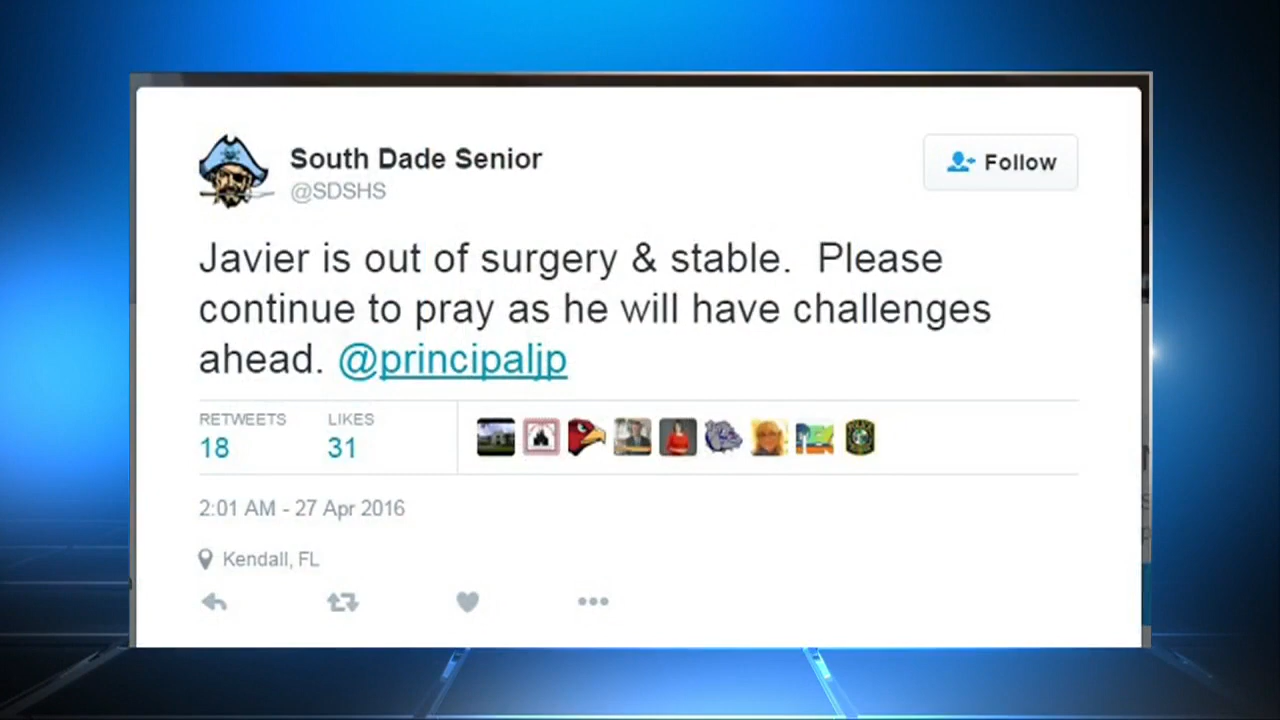 South Dade Senior
@SDSHS
Follow
Javier is out of surgery & stable.  Please
continue to pray as he will have challenges
ahead. @principaljp
RETWEETS
LIKES
18
31
2:01 AM - 27 Apr 2016
Kendall, FL